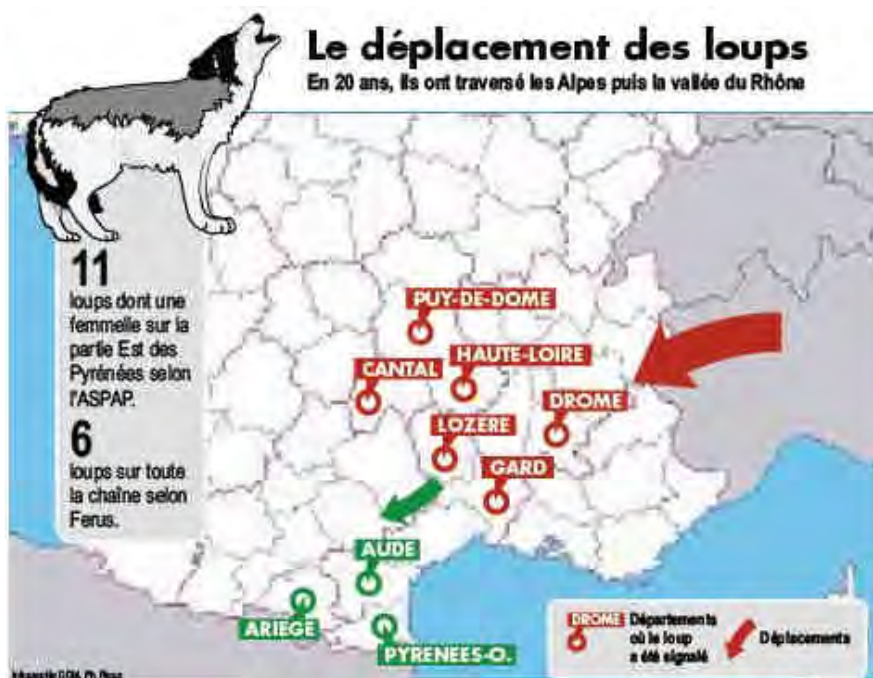 Le déplacement des loups
En 20 ans, ils ont traversé les Alpes puis la vallée du Rhône
11
loups dont une
femmelle sur la
partie Est des
Pyrénées selon
l'ASPAP.
6
loups sur toute
la chaîne selon
Ferus.
PUY-DE-DOME
HAUTE-LOIRE
CANTAL
DROME
LOZERE
GARD
AUDE
ARIEGE
PYRENEES-O.
DROME Départements
où le loup
a été signalé
Déplacements